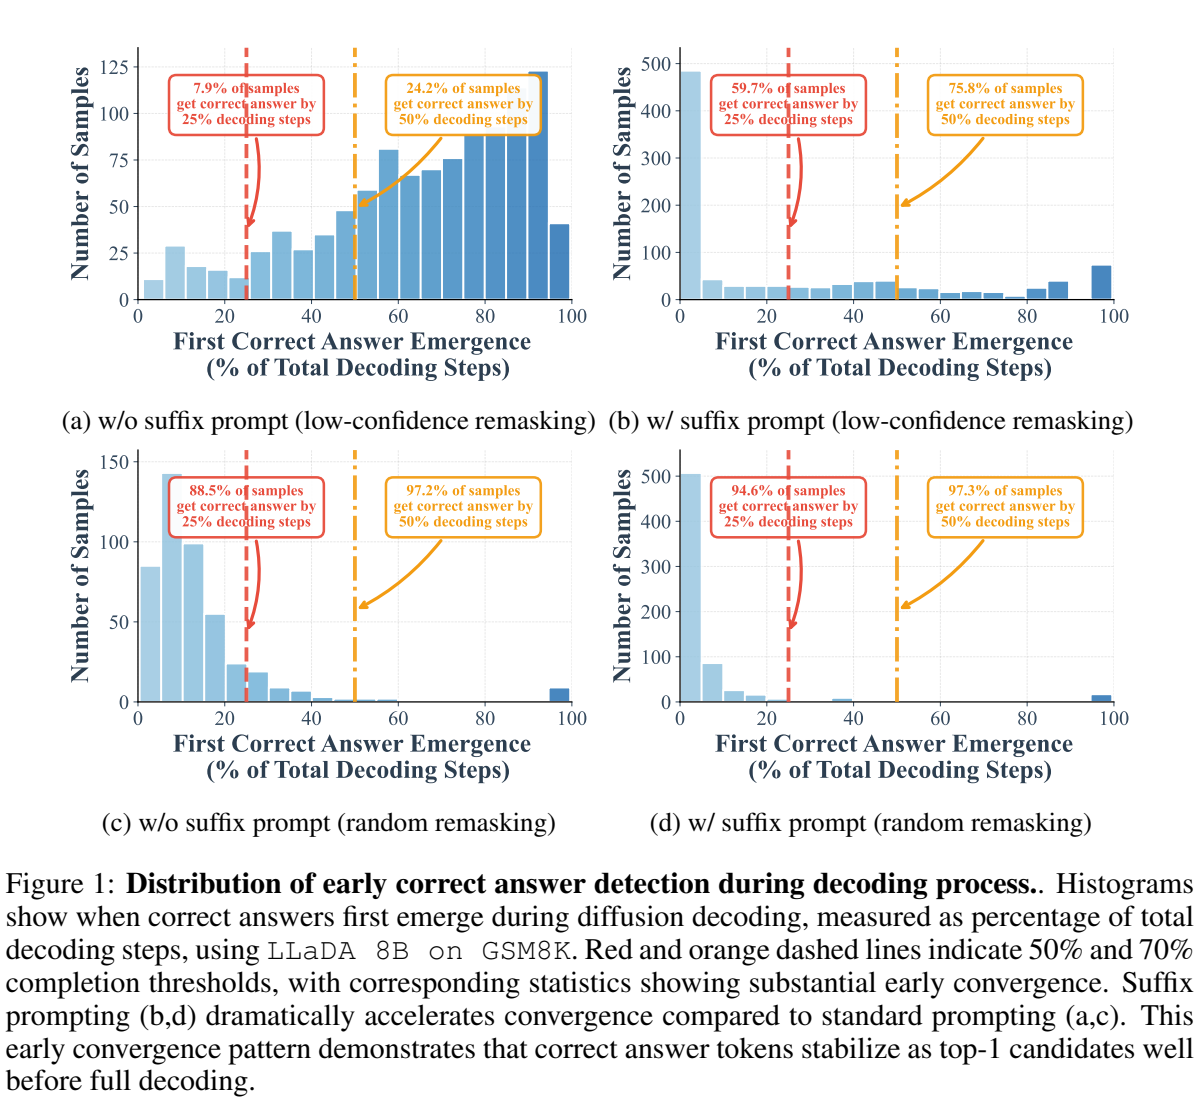 125
100
75
50
25
0
Number of Samples
7.9% of samples
get correct answer by
25% decoding steps
24.2% of samples
get correct answer by
50% decoding steps
0 20 40 60 80 100
First Correct Answer Emergence
(% of Total Decoding Steps)
(a) w/o suffix prompt (low-confidence remasking)
500
400
300
200
100
0
Number of Samples
59.7% of samples
get correct answer by
25% decoding steps
75.8% of samples
get correct answer by
50% decoding steps
0 20 40 60 80 100
First Correct Answer Emergence
(% of Total Decoding Steps)
(b) w/ suffix prompt (low-confidence remasking)
150
100
50
0
Number of Samples
88.5% of samples
get correct answer by
25% decoding steps
97.2% of samples
get correct answer by
50% decoding steps
0 20 40 60 80 100
First Correct Answer Emergence
(% of Total Decoding Steps)
(c) w/o suffix prompt (random remasking)
500
400
300
200
100
0
Number of Samples
94.6% of samples
get correct answer by
25% decoding steps
97.3% of samples
get correct answer by
50% decoding steps
0 20 40 60 80 100
First Correct Answer Emergence
(% of Total Decoding Steps)
(d) w/ suffix prompt (random remasking)
Figure 1: Distribution of early correct answer detection during decoding process.. Histograms
show when correct answers first emerge during diffusion decoding, measured as percentage of total
decoding steps, using LLaDA 8B on GSM8K. Red and orange dashed lines indicate 50% and 70%
completion thresholds, with corresponding statistics showing substantial early convergence. Suffix
prompting (b,d) dramatically accelerates convergence compared to standard prompting (a,c). This
early convergence pattern demonstrates that correct answer tokens stabilize as top-1 candidates well
before full decoding.